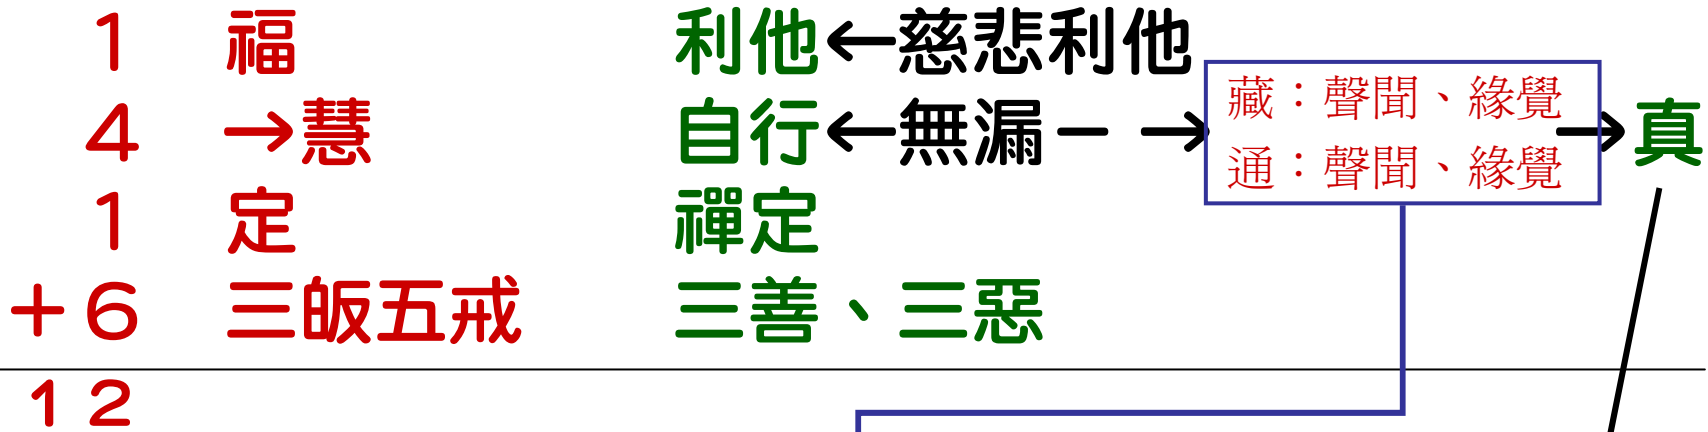 1 福 利他←慈悲利他
4 →慧 自行←無漏－→ 藏：聲聞、緣覺 → 真
通：聲聞、緣覺
1 定 禪定
+6 三皈五戒 三善、三惡
12